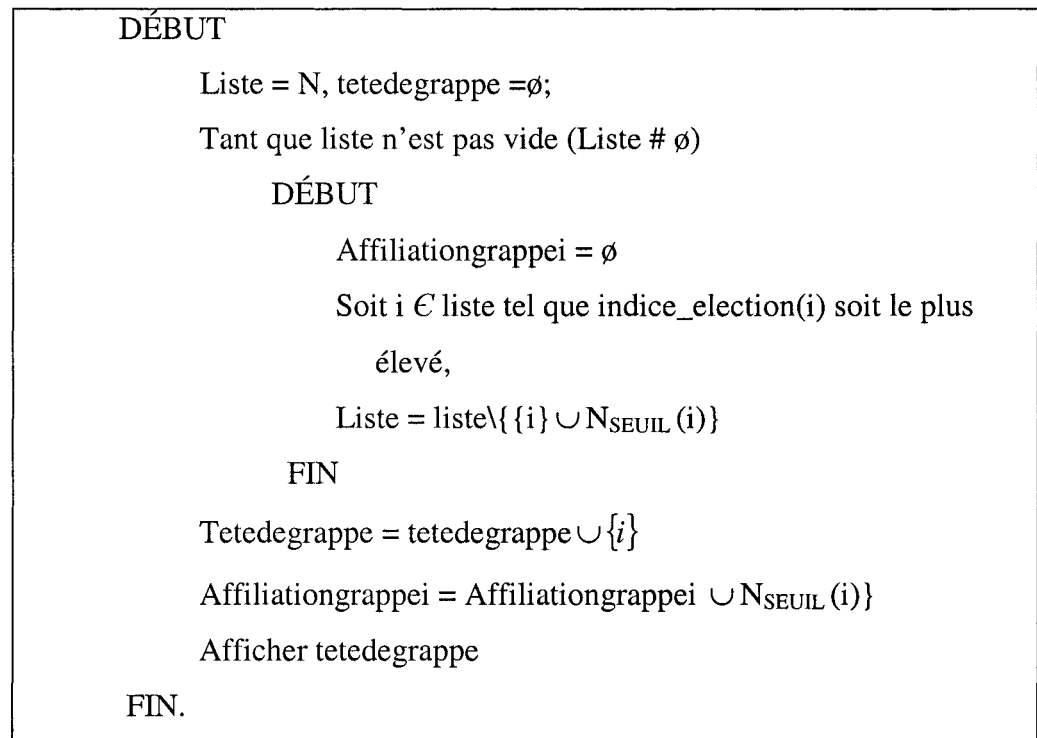 DÉBUT
Liste = N, tetedegrappe =ø;
Tant que liste n'est pas vide (Liste # ø)
DÉBUT
Affiliationgrappei = ø
Soit i Є liste tel que indice_election(i) soit le plus
élevé,
Liste = liste\{ {i} ∪ N_SEUIL (i)}
FIN
Tetedegrappe = tetedegrappe ∪ {i}
Affiliationgrappei = Affiliationgrappei ∪ N_SEUIL (i)}
Afficher tetedegrappe
FIN.